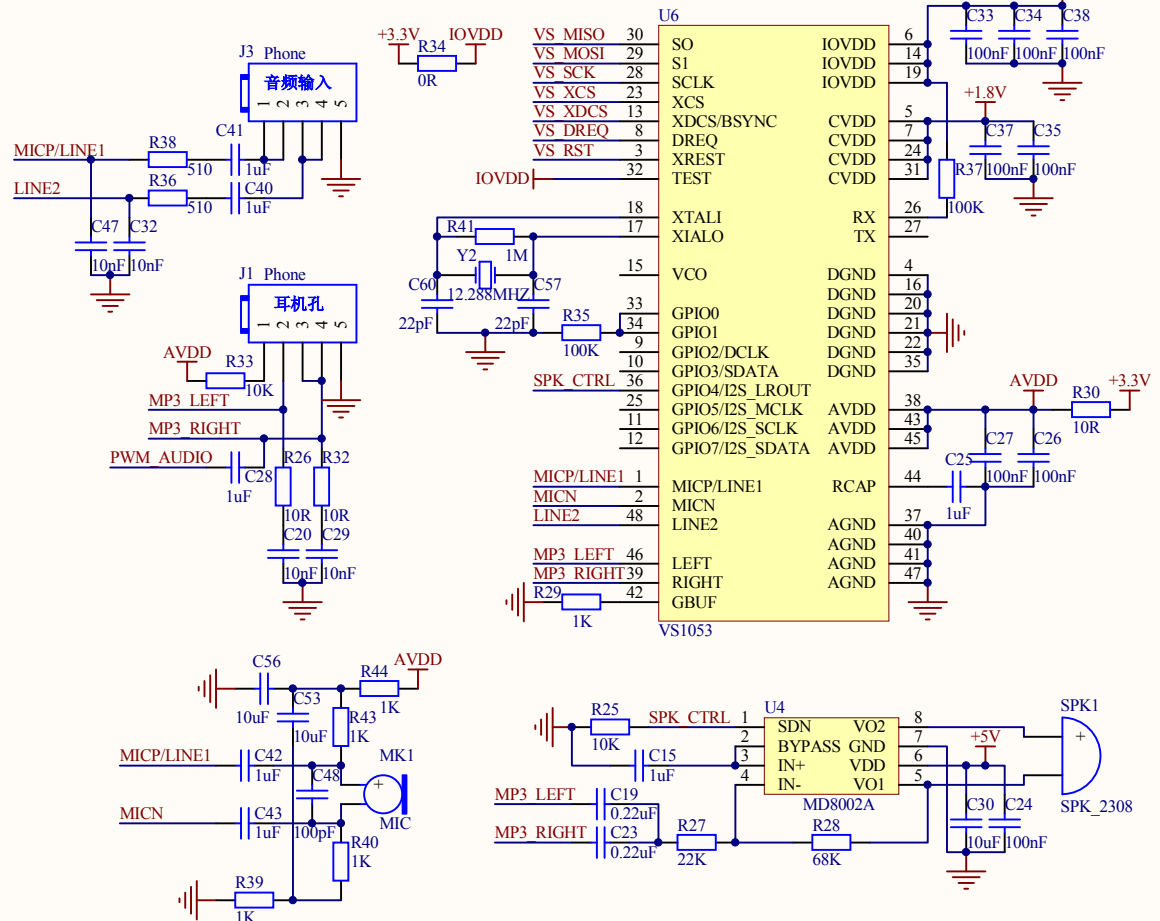 J3 Phone
音频输入
1 2 3 4 5
MICP/LINE1
R38
510
C41
1uF
LINE2
R36
510
C40
1uF
C47
10nF
C32
10nF
J1 Phone
耳机孔
1 2 3 4 5
AVDD
R33
10K
MP3_LEFT
MP3_RIGHT
PWM_AUDIO
C28
1uF
R26
10R
R32
10R
C20
10nF
C29
10nF
+3.3V
R34
0R
IOVDD
U6
VS_MISO 30 SO
VS_MOSI 29 S1
VS_SCK 28 SCLK
VS_XCS 23 XCS
VS_XDCS 13 XDCS/BSYNC
VS_DREQ 8 DREQ
VS_RST 3 XREST
IOVDD 32 TEST
18 XTALI
17 XIALO
R41
1M
Y2
12.288MHZ
C60
22pF
C57
22pF
R35
100K
15 VCO
33 GPIO0
34 GPIO1
9 GPIO2/DCLK
10 GPIO3/SDATA
SPK_CTRL 36 GPIO4/I2S_LROUT
25 GPIO5/I2S_MCLK
11 GPIO6/I2S_SCLK
12 GPIO7/I2S_SDATA
MICP/LINE1 1 MICP/LINE1
MICN 2 MICN
LINE2 48 LINE2
MP3_LEFT 46 LEFT
MP3_RIGHT 39 RIGHT
R29
1K
42 GBUF
VS1053
IOVDD 6
IOVDD 14
IOVDD 19
CVDD 5
CVDD 7
CVDD 24
CVDD 31
RX 26
TX 27
DGND 4
DGND 16
DGND 20
DGND 21
DGND 22
DGND 35
AVDD 38
AVDD 43
AVDD 45
RCAP 44
AGND 37
AGND 40
AGND 41
AGND 47
C33
100nF
C34
100nF
C38
100nF
+1.8V
C37
100nF
C35
100nF
R37
100K
AVDD
R30
10R
+3.3V
C27
100nF
C26
100nF
C25
1uF
C56
10uF
C53
10uF
R44
1K
AVDD
R43
1K
MICP/LINE1
C42
1uF
C48
100pF
MK1
+
MIC
MICN
C43
1uF
R40
1K
R39
1K
R25
10K
SPK_CTRL
C15
1uF
MP3_LEFT
C19
0.22uF
MP3_RIGHT
C23
0.22uF
R27
22K
R28
68K
U4
1 SDN VO2 8
2 BYPASS GND 7
3 IN+ VDD 6
4 IN- VO1 5
MD8002A
+5V
C30
10uF
C24
100nF
SPK1
+
SPK_2308